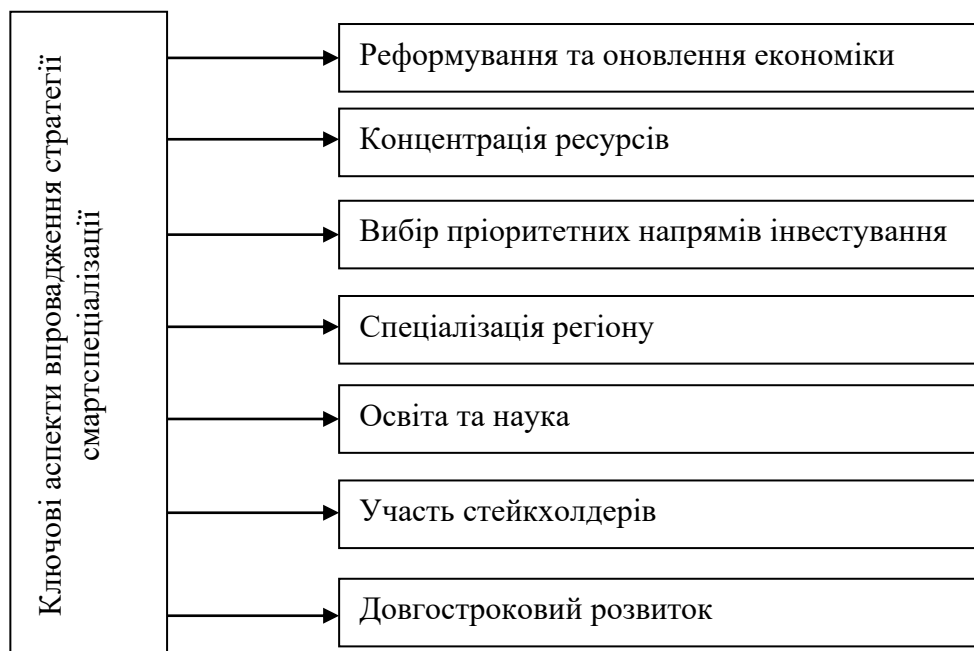 Ключові аспекти впровадження стратегії
смартспеціалізації
Реформування та оновлення економіки
Концентрація ресурсів
Вибір пріоритетних напрямів інвестування
Спеціалізація регіону
Освіта та наука
Участь стейкхолдерів
Довгостроковий розвиток